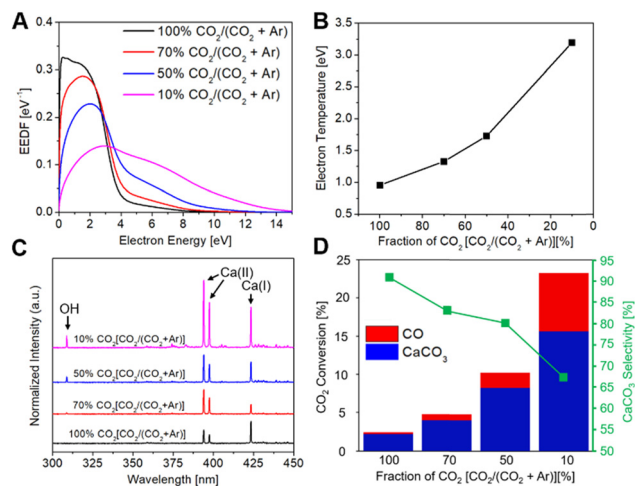 A
100% CO₂/(CO₂ + Ar)
70% CO₂/(CO₂ + Ar)
50% CO₂/(CO₂ + Ar)
10% CO₂/(CO₂ + Ar)
EEDF [eV⁻¹]
0.4
0.3
0.2
0.1
0.0
0 2 4 6 8 10 12 14
Electron Energy [eV]
B
Electron Temperature [eV]
3.5
3.0
2.5
2.0
1.5
1.0
0.5
100 80 60 40 20 0
Fraction of CO₂ [CO₂/(CO₂ + Ar)][%]
C
Normalized Intensity (a.u.)
OH
Ca(II)
Ca(I)
10% CO₂[CO₂/(CO₂+Ar)]
50% CO₂[CO₂/(CO₂+Ar)]
70% CO₂[CO₂/(CO₂+Ar)]
100% CO₂[CO₂/(CO₂+Ar)]
300 330 360 390 420 450
Wavelength [nm]
D
CO₂ Conversion [%]
25
20
15
10
5
0
CO
CaCO₃
95
90
85
80
75
70
65
60
55
50
CaCO₃ Selectivity [%]
100 70 50 10
Fraction of CO₂ [CO₂/(CO₂ + Ar)][%]